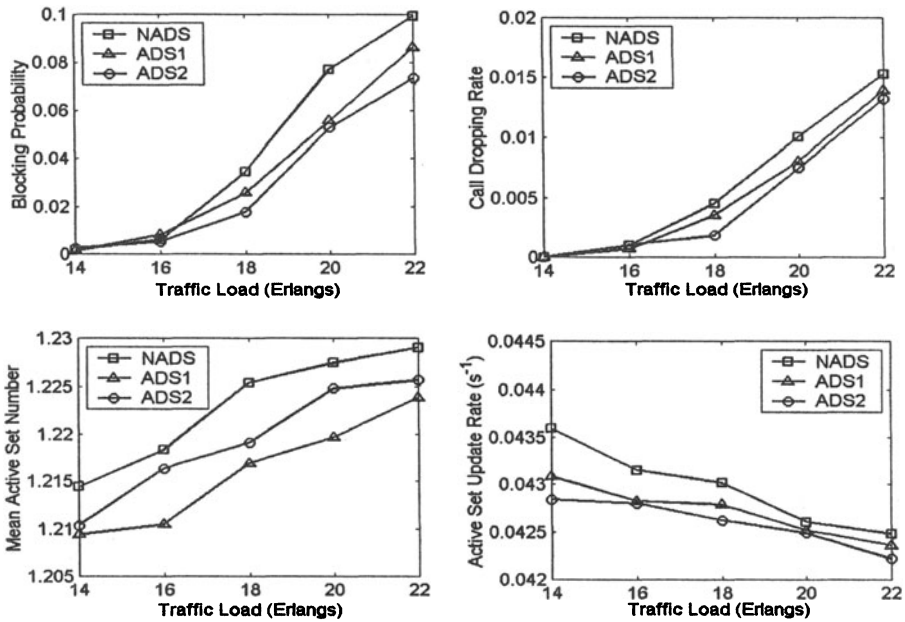 Blocking Probability
0.1
0.08
0.06
0.04
0.02
0
NADS
ADS1
ADS2
14 16 18 20 22
Traffic Load (Erlangs)
Call Dropping Rate
0.02
0.015
0.01
0.005
0
NADS
ADS1
ADS2
14 16 18 20 22
Traffic Load (Erlangs)
Mean Active Set Number
1.23
1.225
1.22
1.215
1.21
1.205
NADS
ADS1
ADS2
14 16 18 20 22
Traffic Load (Erlangs)
Active Set Update Rate (s⁻¹)
0.0445
0.044
0.0435
0.043
0.0425
0.042
NADS
ADS1
ADS2
14 16 18 20 22
Traffic Load (Erlangs)